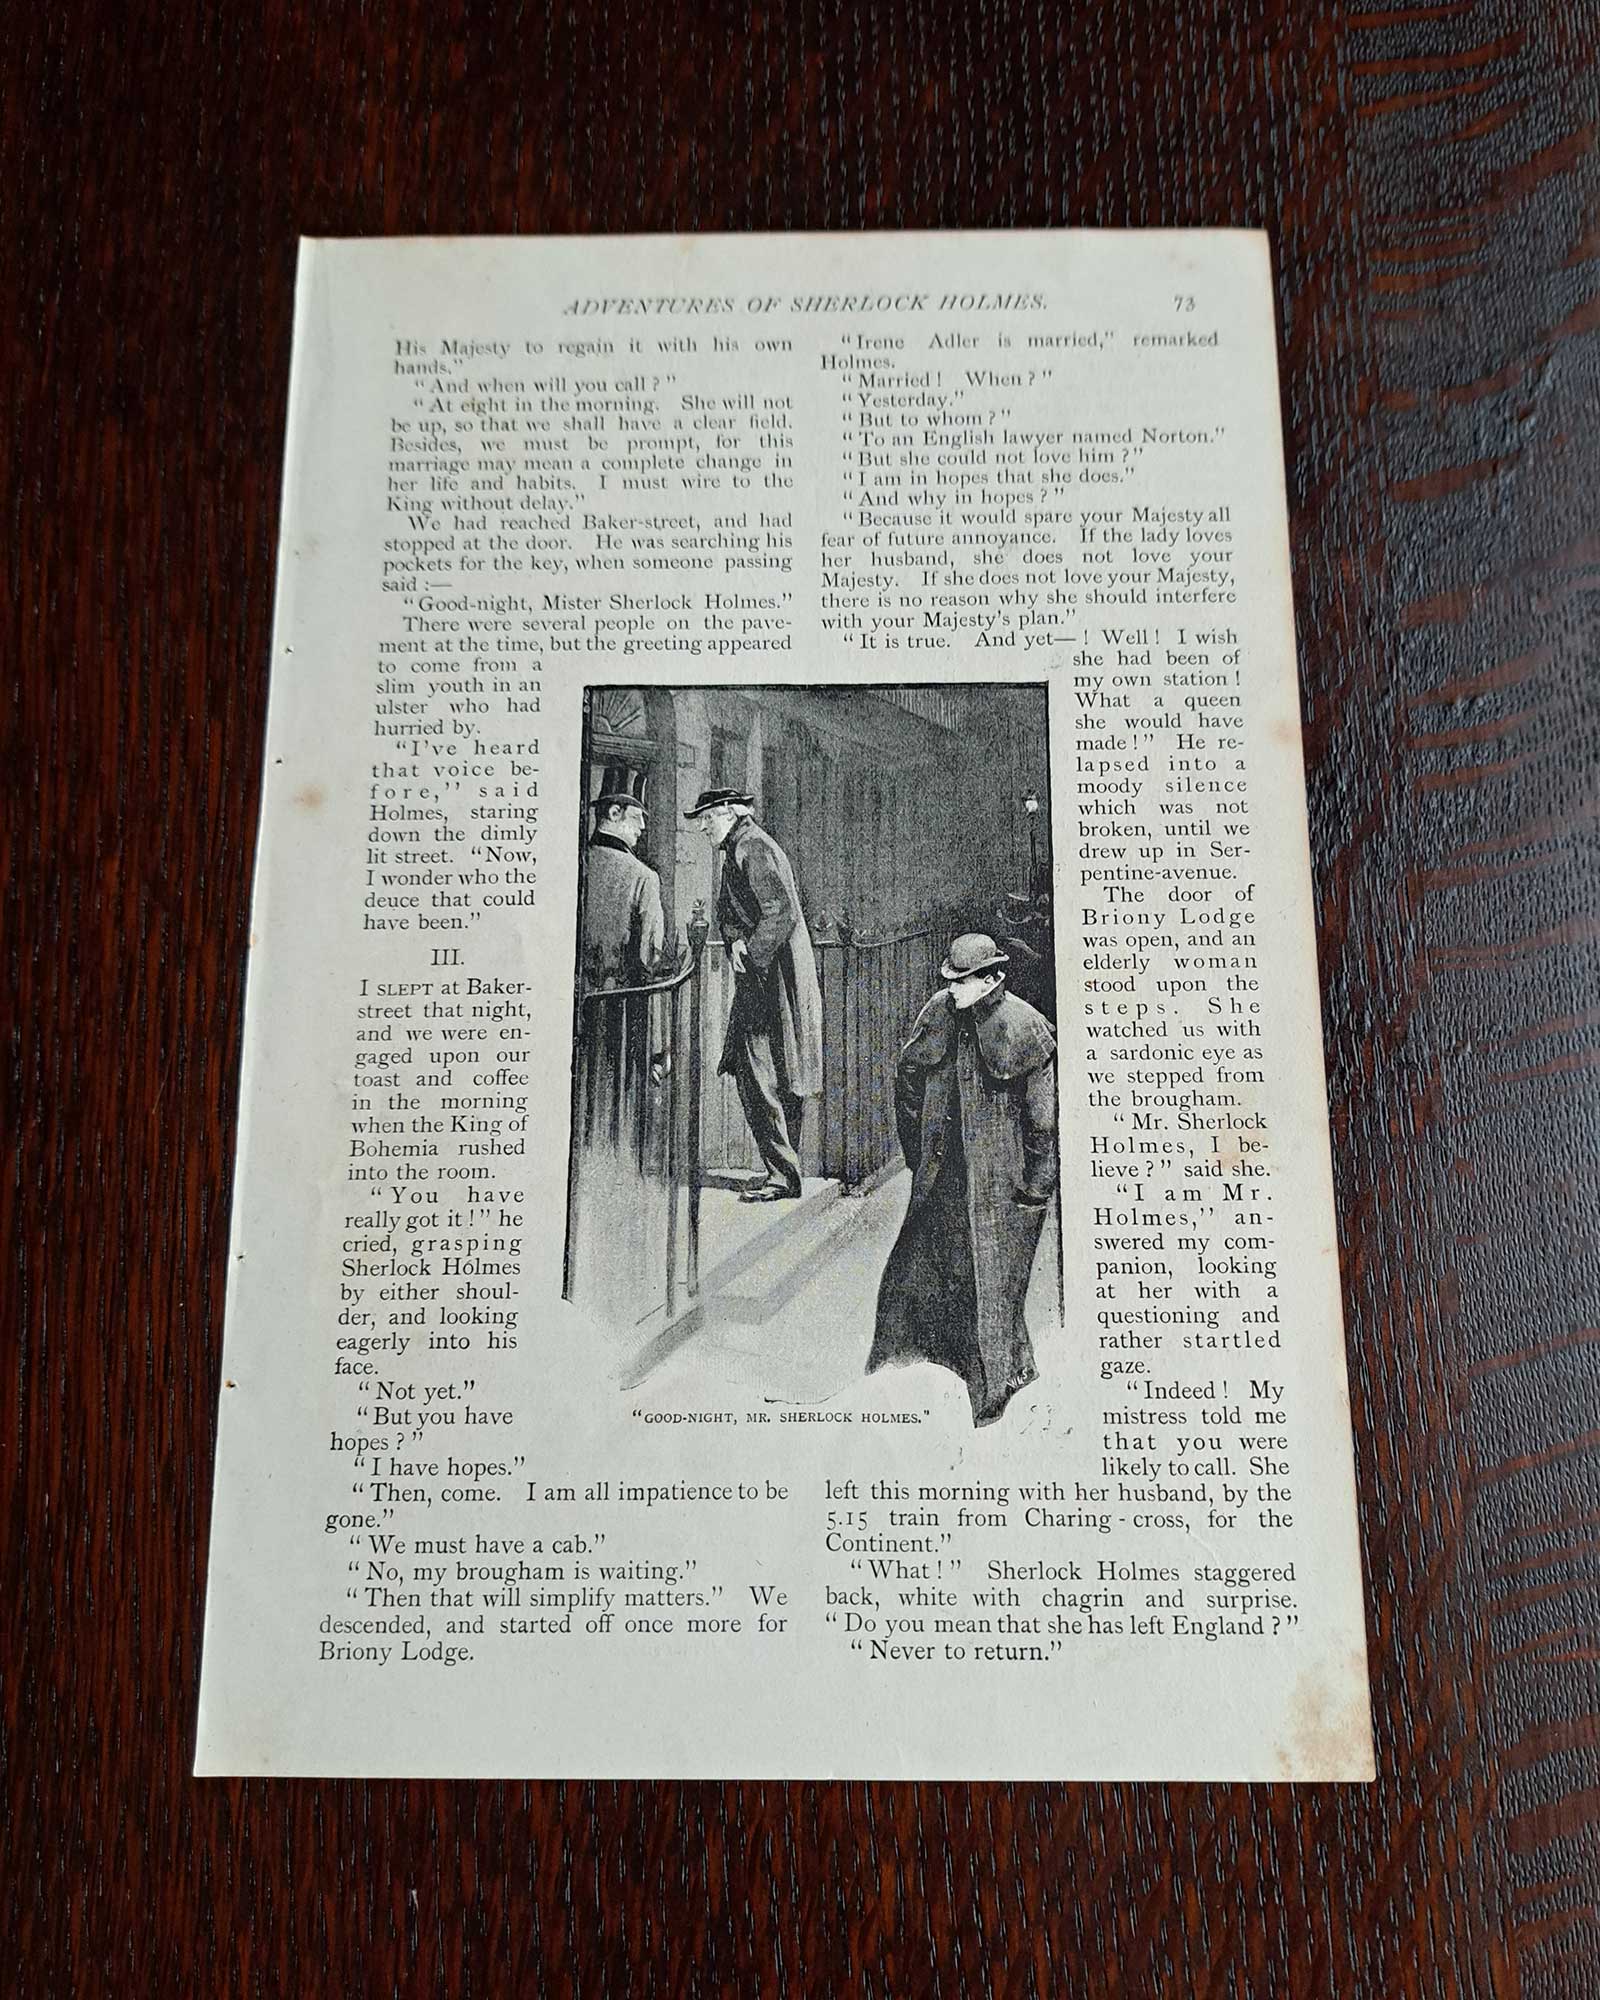 ADVENTURES OF SHERLOCK HOLMES. 73
His Majesty to regain it with his own
hands."
"And when will you call?"
"At eight in the morning. She will not
be up, so that we shall have a clear field.
Besides, we must be prompt, for this
marriage may mean a complete change in
her life and habits. I must wire to the
King without delay."
We had reached Baker-street, and had
stopped at the door. He was searching his
pockets for the key, when someone passing
said :—
"Good-night, Mister Sherlock Holmes."
There were several people on the pave-
ment at the time, but the greeting appeared
to come from a
slim youth in an
ulster who had
hurried by.
"I've heard
that voice be-
fore," said
Holmes, staring
down the dimly
lit street. "Now,
I wonder who the
deuce that could
have been."
III.
I SLEPT at Baker-
street that night,
and we were en-
gaged upon our
toast and coffee
in the morning
when the King of
Bohemia rushed
into the room.
"You have
really got it!" he
cried, grasping
Sherlock Holmes
by either shoul-
der, and looking
eagerly into his
face.
"Not yet."
"But you have
hopes?"
"I have hopes."
"Then, come. I am all impatience to be
gone."
"We must have a cab."
"No, my brougham is waiting."
"Then that will simplify matters." We
descended, and started off once more for
Briony Lodge.
"Irene Adler is married," remarked
Holmes.
"Married! When?"
"Yesterday."
"But to whom?"
"To an English lawyer named Norton."
"But she could not love him?"
"I am in hopes that she does."
"And why in hopes?"
"Because it would spare your Majesty all
fear of future annoyance. If the lady loves
her husband, she does not love your
Majesty. If she does not love your Majesty,
there is no reason why she should interfere
with your Majesty's plan."
"It is true. And yet—! Well! I wish
she had been of
my own station!
What a queen
she would have
made!" He re-
lapsed into a
moody silence
which was not
broken, until we
drew up in Ser-
pentine-avenue.
The door of
Briony Lodge
was open, and an
elderly woman
stood upon the
steps. She
watched us with
a sardonic eye as
we stepped from
the brougham.
"Mr. Sherlock
Holmes, I be-
lieve?" said she.
"I am Mr.
Holmes," an-
swered my com-
panion, looking
at her with a
questioning and
rather startled
gaze.
"Indeed! My
mistress told me
that you were
likely to call. She
left this morning with her husband, by the
5.15 train from Charing-cross, for the
Continent."
"What!" Sherlock Holmes staggered
back, white with chagrin and surprise.
"Do you mean that she has left England?"
"Never to return."
"GOOD-NIGHT, MR. SHERLOCK HOLMES."